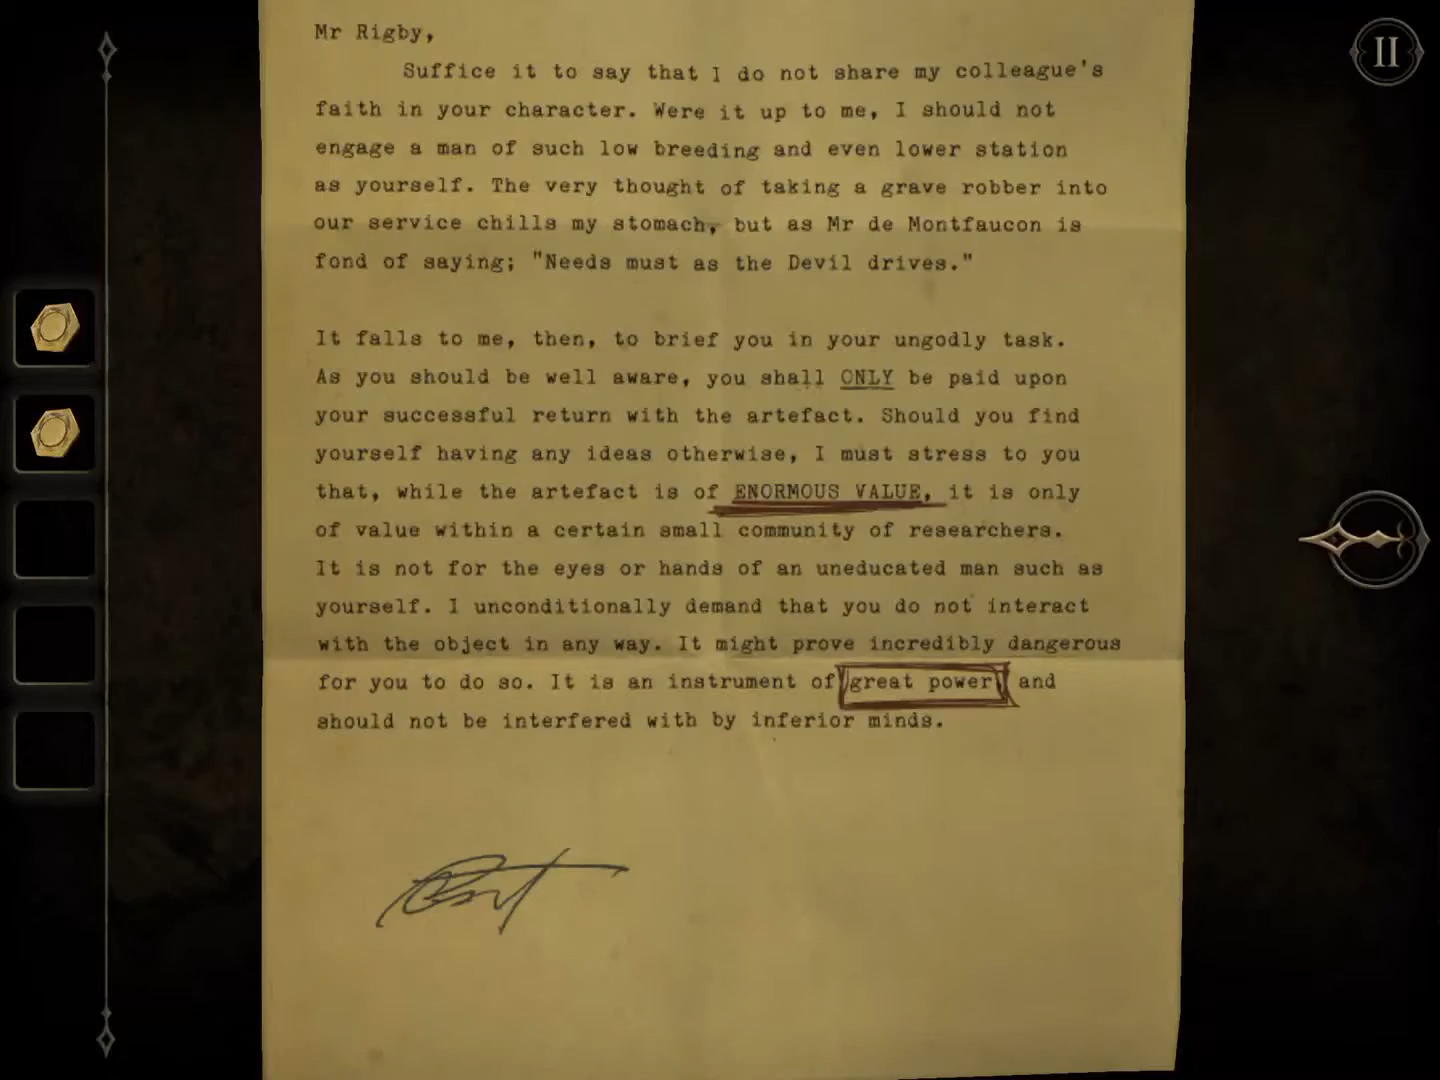 Mr Rigby,
Suffice it to say that I do not share my colleague's
faith in your character. Were it up to me, I should not
engage a man of such low breeding and even lower station
as yourself. The very thought of taking a grave robber into
our service chills my stomach, but as Mr de Montfaucon is
fond of saying; "Needs must as the Devil drives."
It falls to me, then, to brief you in your ungodly task.
As you should be well aware, you shall ONLY be paid upon
your successful return with the artefact. Should you find
yourself having any ideas otherwise, I must stress to you
that, while the artefact is of ENORMOUS VALUE, it is only
of value within a certain small community of researchers.
It is not for the eyes or hands of an uneducated man such as
yourself. I unconditionally demand that you do not interact
with the object in any way. It might prove incredibly dangerous
for you to do so. It is an instrument of great power and
should not be interfered with by inferior minds.